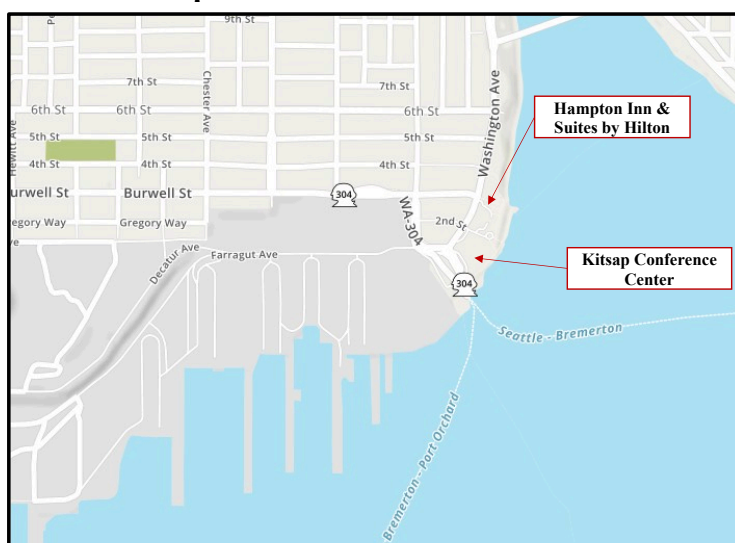 9th St
Chester Ave
7th St
7th St
Washington Ave
Hampton Inn &
Suites by Hilton
6th St
6th St
6th St
Hewitt Ave
5th St
5th St
5th St
4th St
4th St
4th St
urwell St
Burwell St
304
WA-304
2nd St
regory Way
Gregory Way
Ave
Decatur Ave
Farragut Ave
Kitsap Conference
Center
304
Seattle - Bremerton
Bremerton - Port Orchard